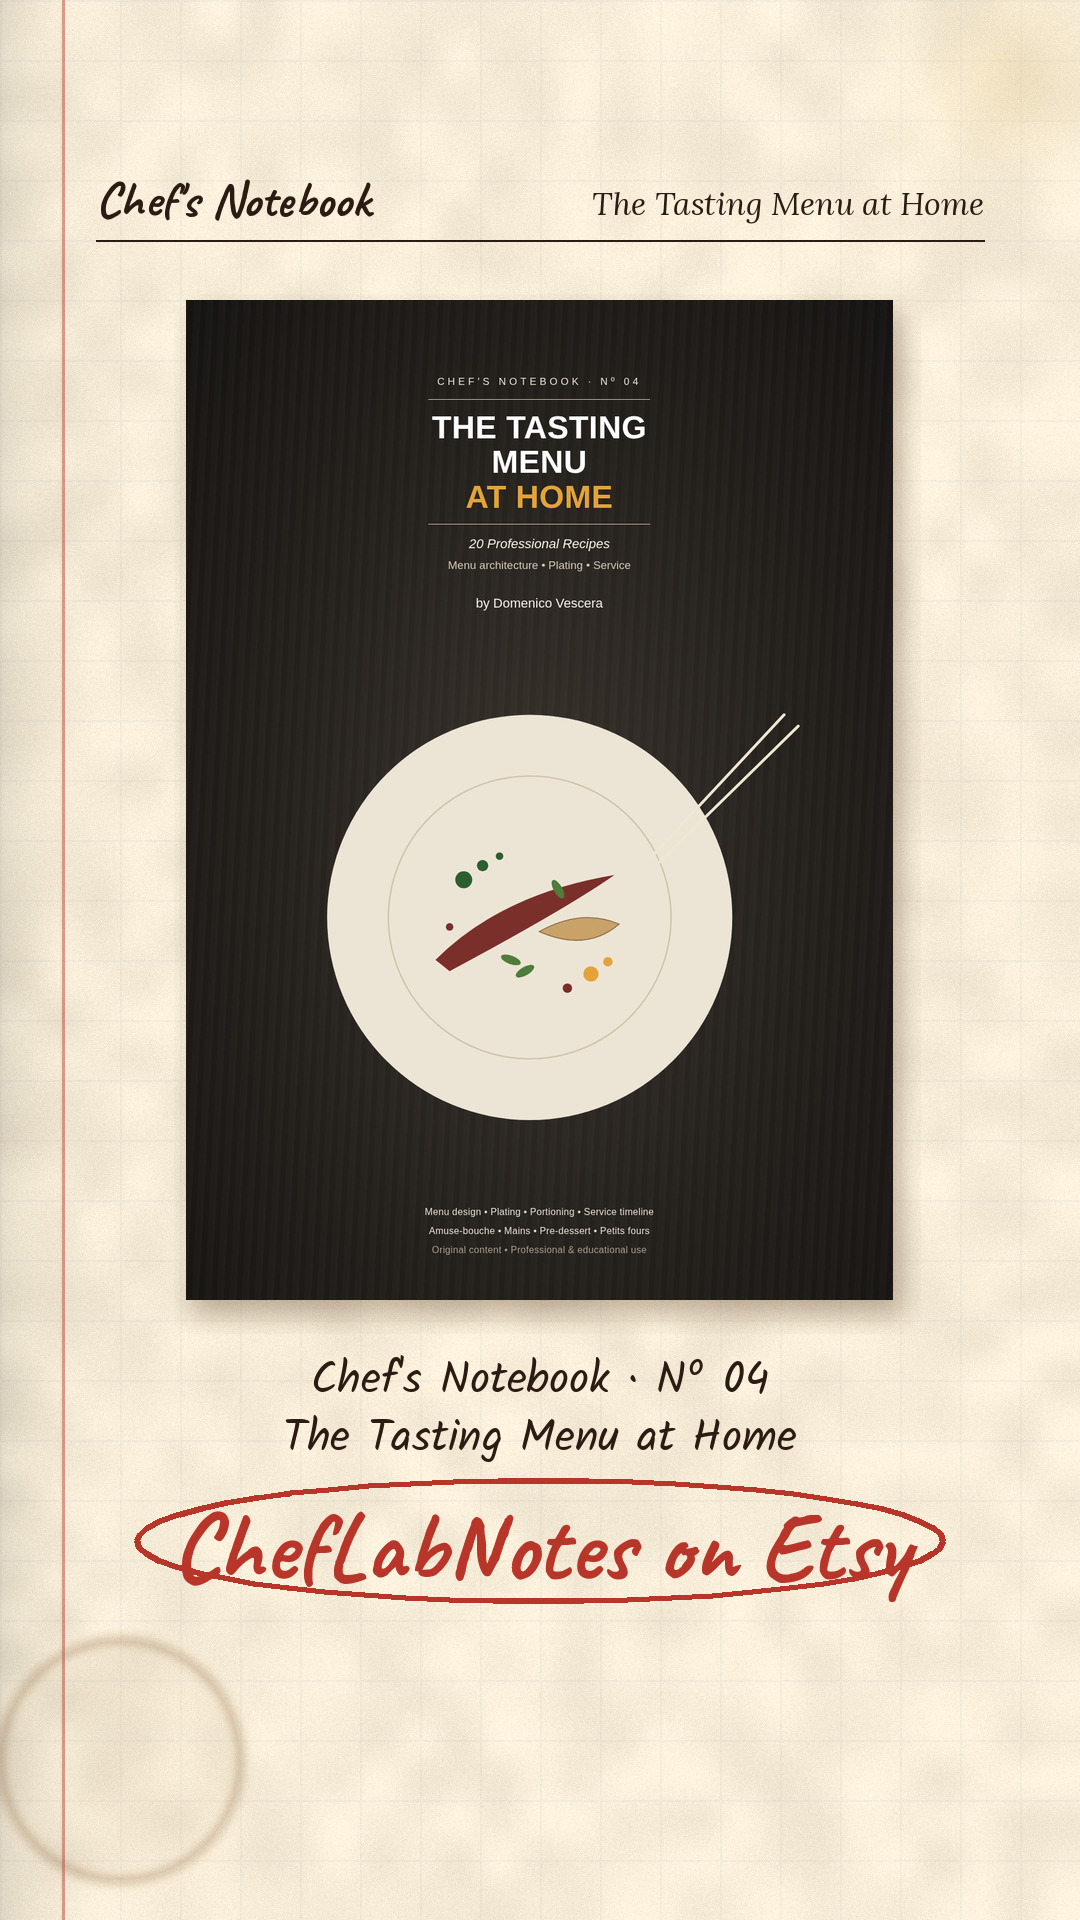 Chef's Notebook
The Tasting Menu at Home
CHEF'S NOTEBOOK · Nº 04
THE TASTING
MENU
AT HOME
20 Professional Recipes
Menu architecture • Plating • Service
by Domenico Vescera
Menu design • Plating • Portioning • Service timeline
Amuse-bouche • Mains • Pre-dessert • Petits fours
Original content • Professional & educational use
Chef's Notebook · Nº 04
The Tasting Menu at Home
ChefLabNotes on Etsy